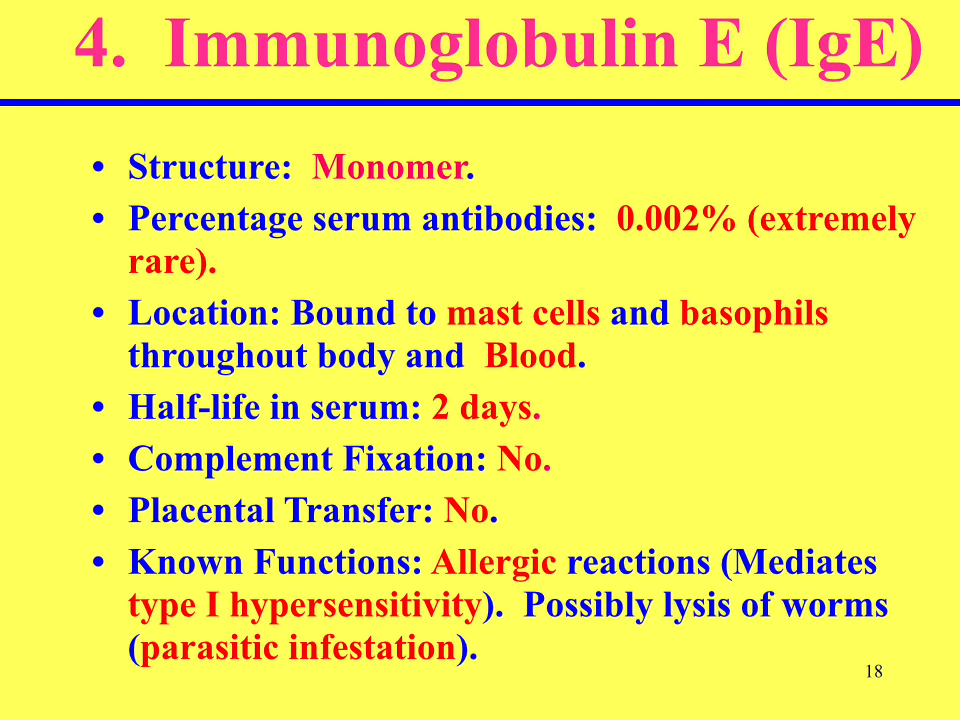 4. Immunoglobulin E (IgE)
• Structure: Monomer.
• Percentage serum antibodies: 0.002% (extremely
rare).
• Location: Bound to mast cells and basophils
throughout body and Blood.
• Half-life in serum: 2 days.
• Complement Fixation: No.
• Placental Transfer: No.
• Known Functions: Allergic reactions (Mediates
type I hypersensitivity). Possibly lysis of worms
(parasitic infestation).
18